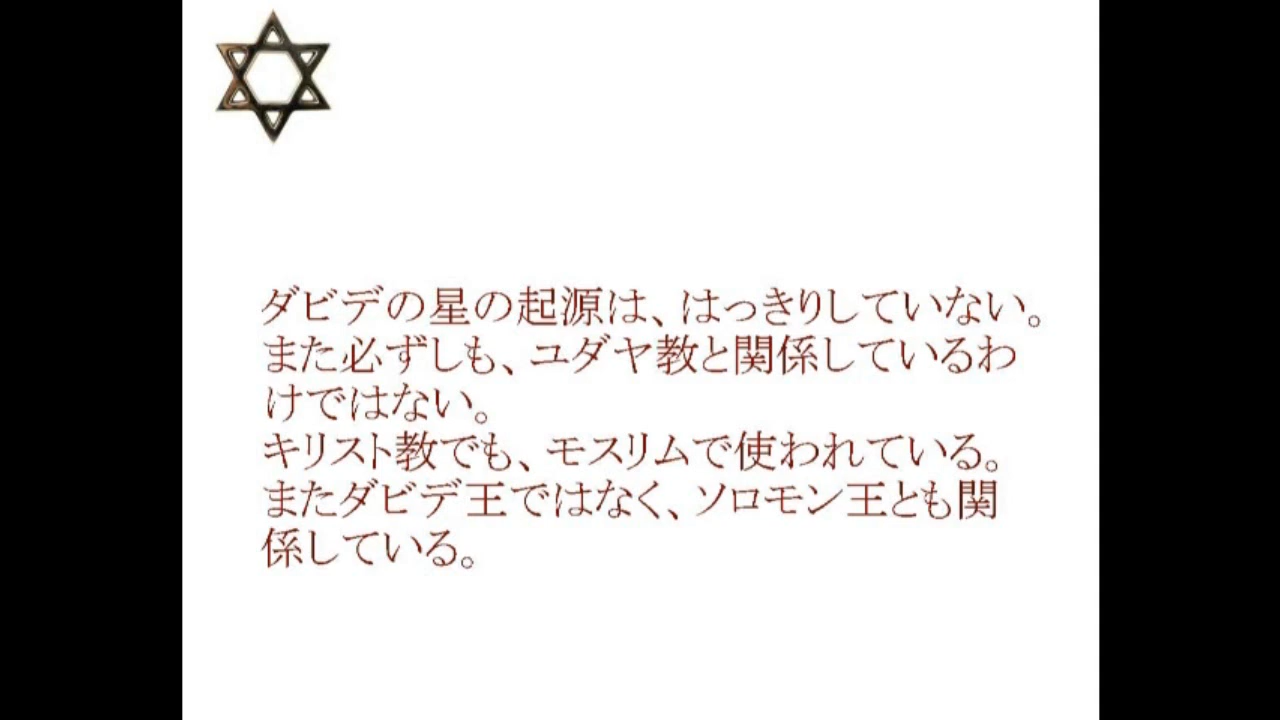 ダビデの星の起源は、はっきりしていない。
また必ずしも、ユダヤ教と関係しているわ
けではない。
キリスト教でも、モスリムで使われている。
またダビデ王ではなく、ソロモン王とも関
係している。